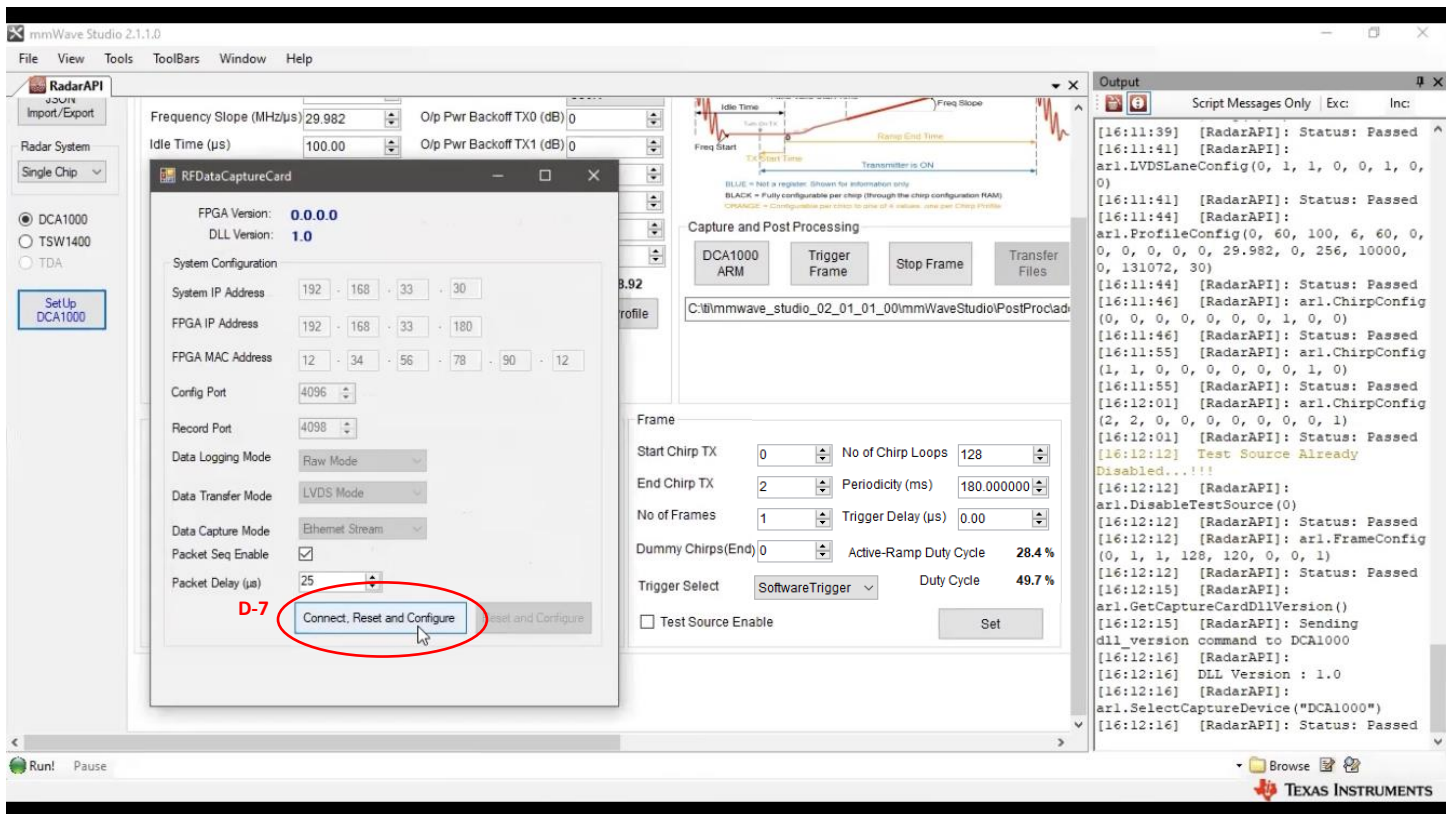 mmWave Studio 2.1.1.0
File View Tools ToolBars Window Help
RadarAPI
JSON
Import/Export
Radar System
Single Chip
DCA1000
TSW1400
TDA
SetUp
DCA1000
Frequency Slope (MHz/µs) 29.982 O/p Pwr Backoff TX0 (dB) 0
Idle Time (µs) 100.00 O/p Pwr Backoff TX1 (dB) 0
8.92
rofile
Idle Time
Freq Slope
Freq Start
Ramp End Time
TX Start Time
Transmitter is ON
BLUE = Not a register. Shown for information only
BLACK = Fully configurable per chirp (through the chirp configuration RAM)
ORANGE = Configurable per chirp to one of 4 values, one per Chirp Profile
RFDataCaptureCard
FPGA Version: 0.0.0.0
DLL Version: 1.0
System Configuration
System IP Address 192 . 168 . 33 . 30
FPGA IP Address 192 . 168 . 33 . 180
FPGA MAC Address 12 . 34 . 56 . 78 . 90 . 12
Config Port 4096
Record Port 4098
Data Logging Mode Raw Mode
Data Transfer Mode LVDS Mode
Data Capture Mode Ethernet Stream
Packet Seq Enable
Packet Delay (µs) 25
D-7
Connect, Reset and Configure
Reset and Configure
Capture and Post Processing
DCA1000
ARM
Trigger
Frame
Stop Frame
Transfer
Files
C:\ti\mmwave_studio_02_01_01_00\mmWaveStudio\PostProc\ad
Frame
Start Chirp TX 0 No of Chirp Loops 128
End Chirp TX 2 Periodicity (ms) 180.000000
No of Frames 1 Trigger Delay (µs) 0.00
Dummy Chirps(End) 0 Active-Ramp Duty Cycle 28.4 %
Trigger Select SoftwareTrigger Duty Cycle 49.7 %
Test Source Enable Set
Output
Script Messages Only Exc: Inc:
[16:11:39] [RadarAPI]: Status: Passed
[16:11:41] [RadarAPI]:
ar1.LVDSLaneConfig(0, 1, 1, 0, 0, 1, 0,
0)
[16:11:41] [RadarAPI]: Status: Passed
[16:11:44] [RadarAPI]:
ar1.ProfileConfig(0, 60, 100, 6, 60, 0,
0, 0, 0, 0, 0, 29.982, 0, 256, 10000,
0, 131072, 30)
[16:11:44] [RadarAPI]: Status: Passed
[16:11:46] [RadarAPI]: ar1.ChirpConfig
(0, 0, 0, 0, 0, 0, 0, 1, 0, 0)
[16:11:46] [RadarAPI]: Status: Passed
[16:11:55] [RadarAPI]: ar1.ChirpConfig
(1, 1, 0, 0, 0, 0, 0, 0, 1, 0)
[16:11:55] [RadarAPI]: Status: Passed
[16:12:01] [RadarAPI]: ar1.ChirpConfig
(2, 2, 0, 0, 0, 0, 0, 0, 0, 1)
[16:12:01] [RadarAPI]: Status: Passed
[16:12:12] Test Source Already
Disabled...!!!
[16:12:12] [RadarAPI]:
ar1.DisableTestSource(0)
[16:12:12] [RadarAPI]: Status: Passed
[16:12:12] [RadarAPI]: ar1.FrameConfig
(0, 1, 1, 128, 120, 0, 0, 1)
[16:12:12] [RadarAPI]: Status: Passed
[16:12:15] [RadarAPI]:
ar1.GetCaptureCardDllVersion()
[16:12:15] [RadarAPI]: Sending
dll_version command to DCA1000
[16:12:16] [RadarAPI]:
[16:12:16] DLL Version : 1.0
[16:12:16] [RadarAPI]:
ar1.SelectCaptureDevice("DCA1000")
[16:12:16] [RadarAPI]: Status: Passed
Run! Pause
Browse
TEXAS INSTRUMENTS